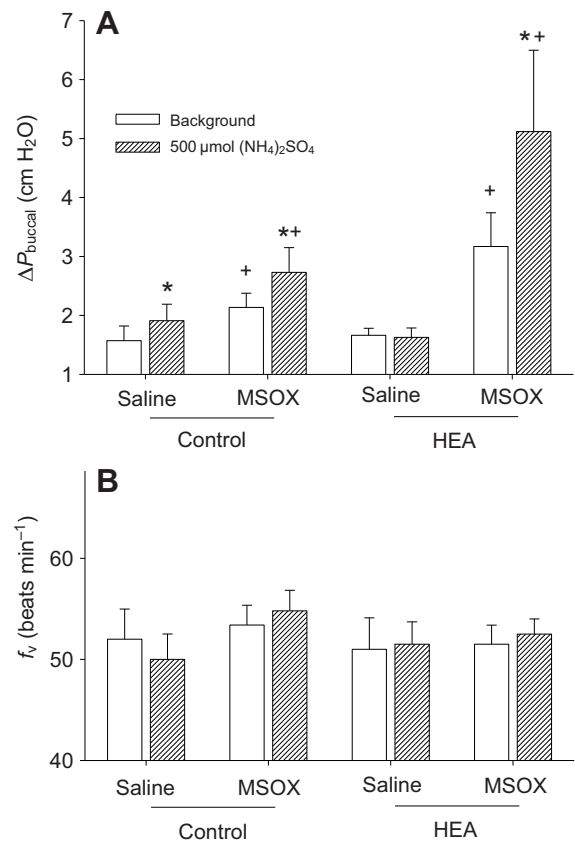 A
7
6
5
4
3
2
1
ΔP_buccal (cm H₂O)
Background
500 µmol (NH₄)₂SO₄
*
+
*+
+
*+
Saline MSOX Saline MSOX
Control HEA
B
60
50
40
f_v (beats min⁻¹)
Saline MSOX Saline MSOX
Control HEA